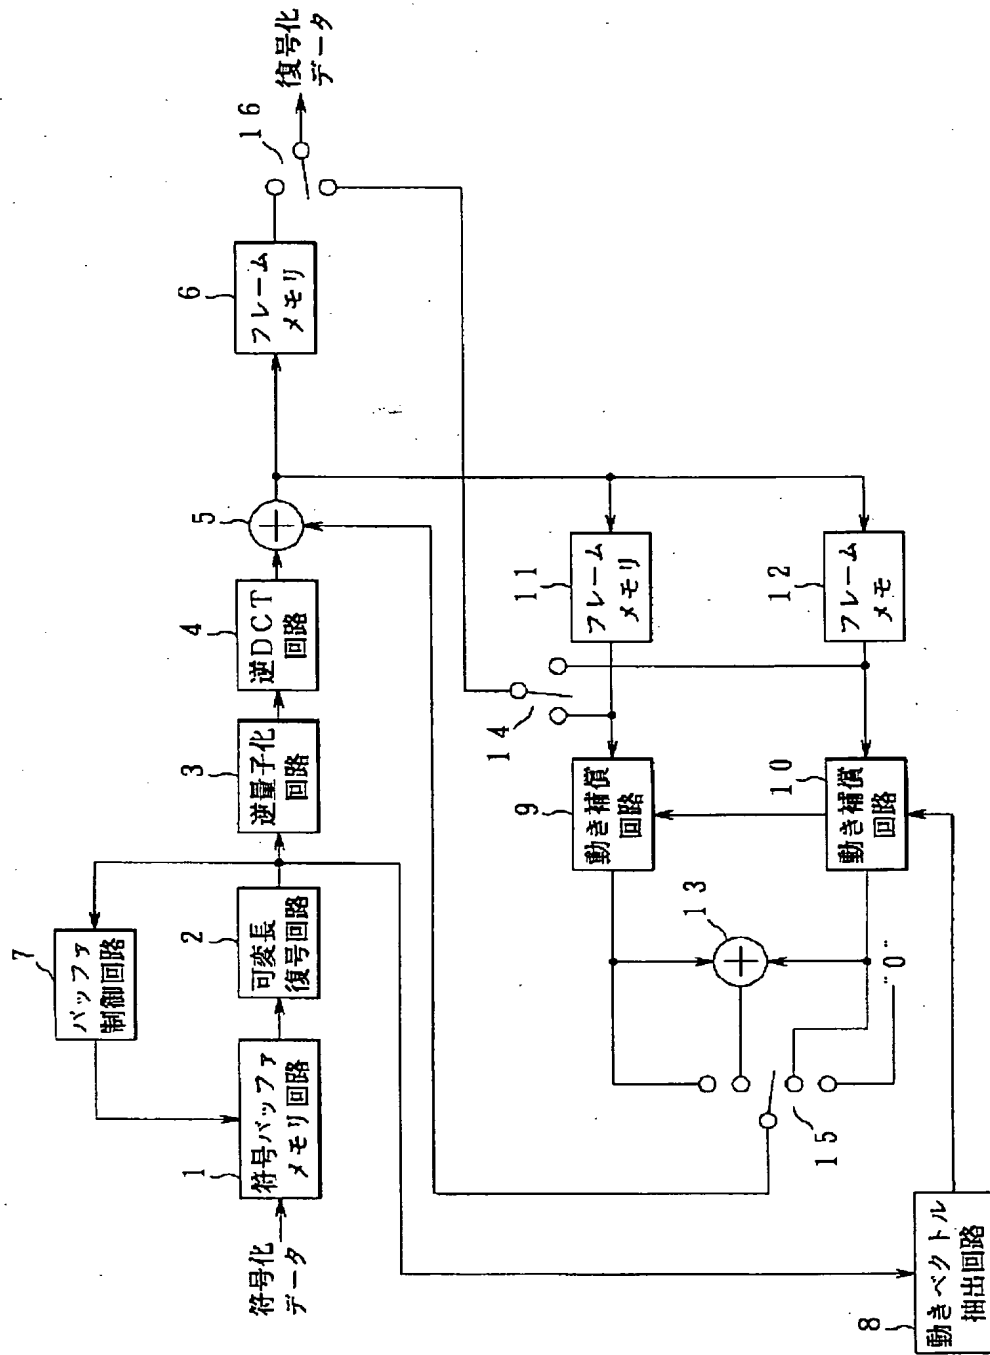 符号化
データ
1
符号バッファ
メモリ回路
7
バッファ
制御回路
2
可変長
復号回路
3
逆量子化
回路
4
逆DCT
回路
5
6
フレーム
メモリ
16
復号化
データ
15
13
"0"
9
動き補償
回路
14
11
フレーム
メモリ
10
動き補償
回路
12
フレーム
メモ
8
動きベクトル
抽出回路